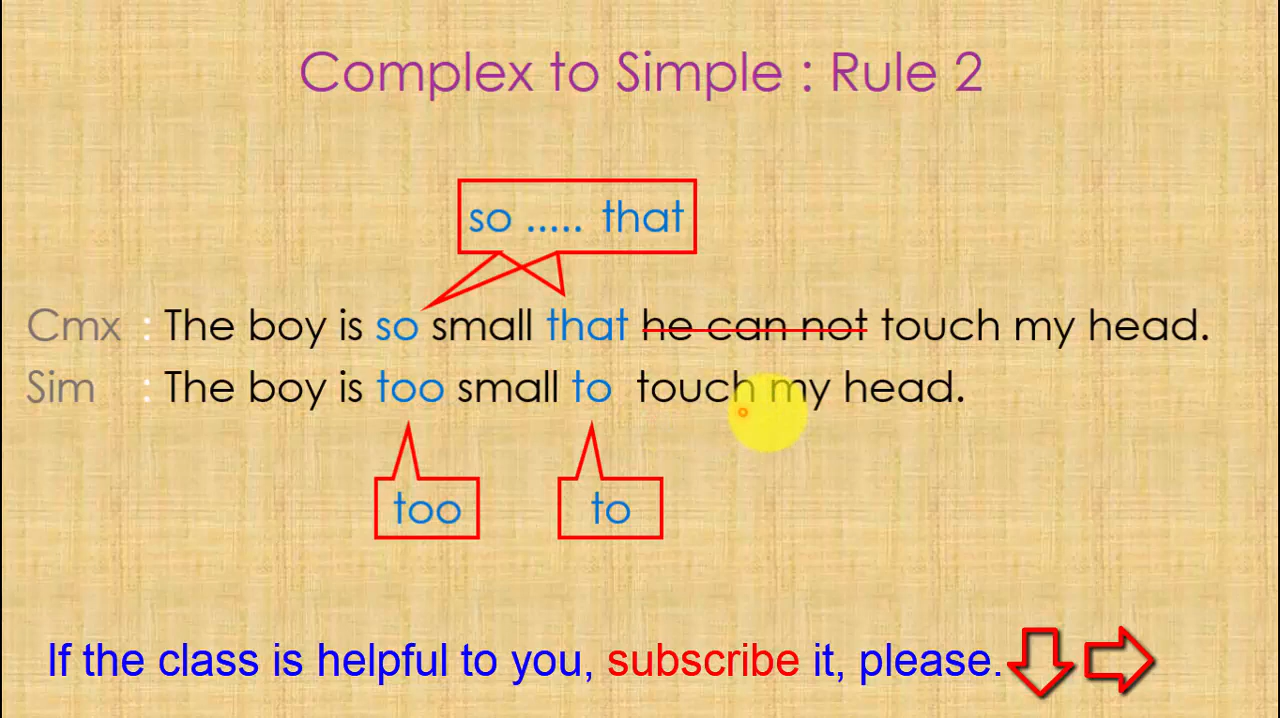 Complex to Simple : Rule 2
so ..... that
Cmx : The boy is so small that he can not touch my head.
Sim : The boy is too small to touch my head.
too to
If the class is helpful to you, subscribe it, please.